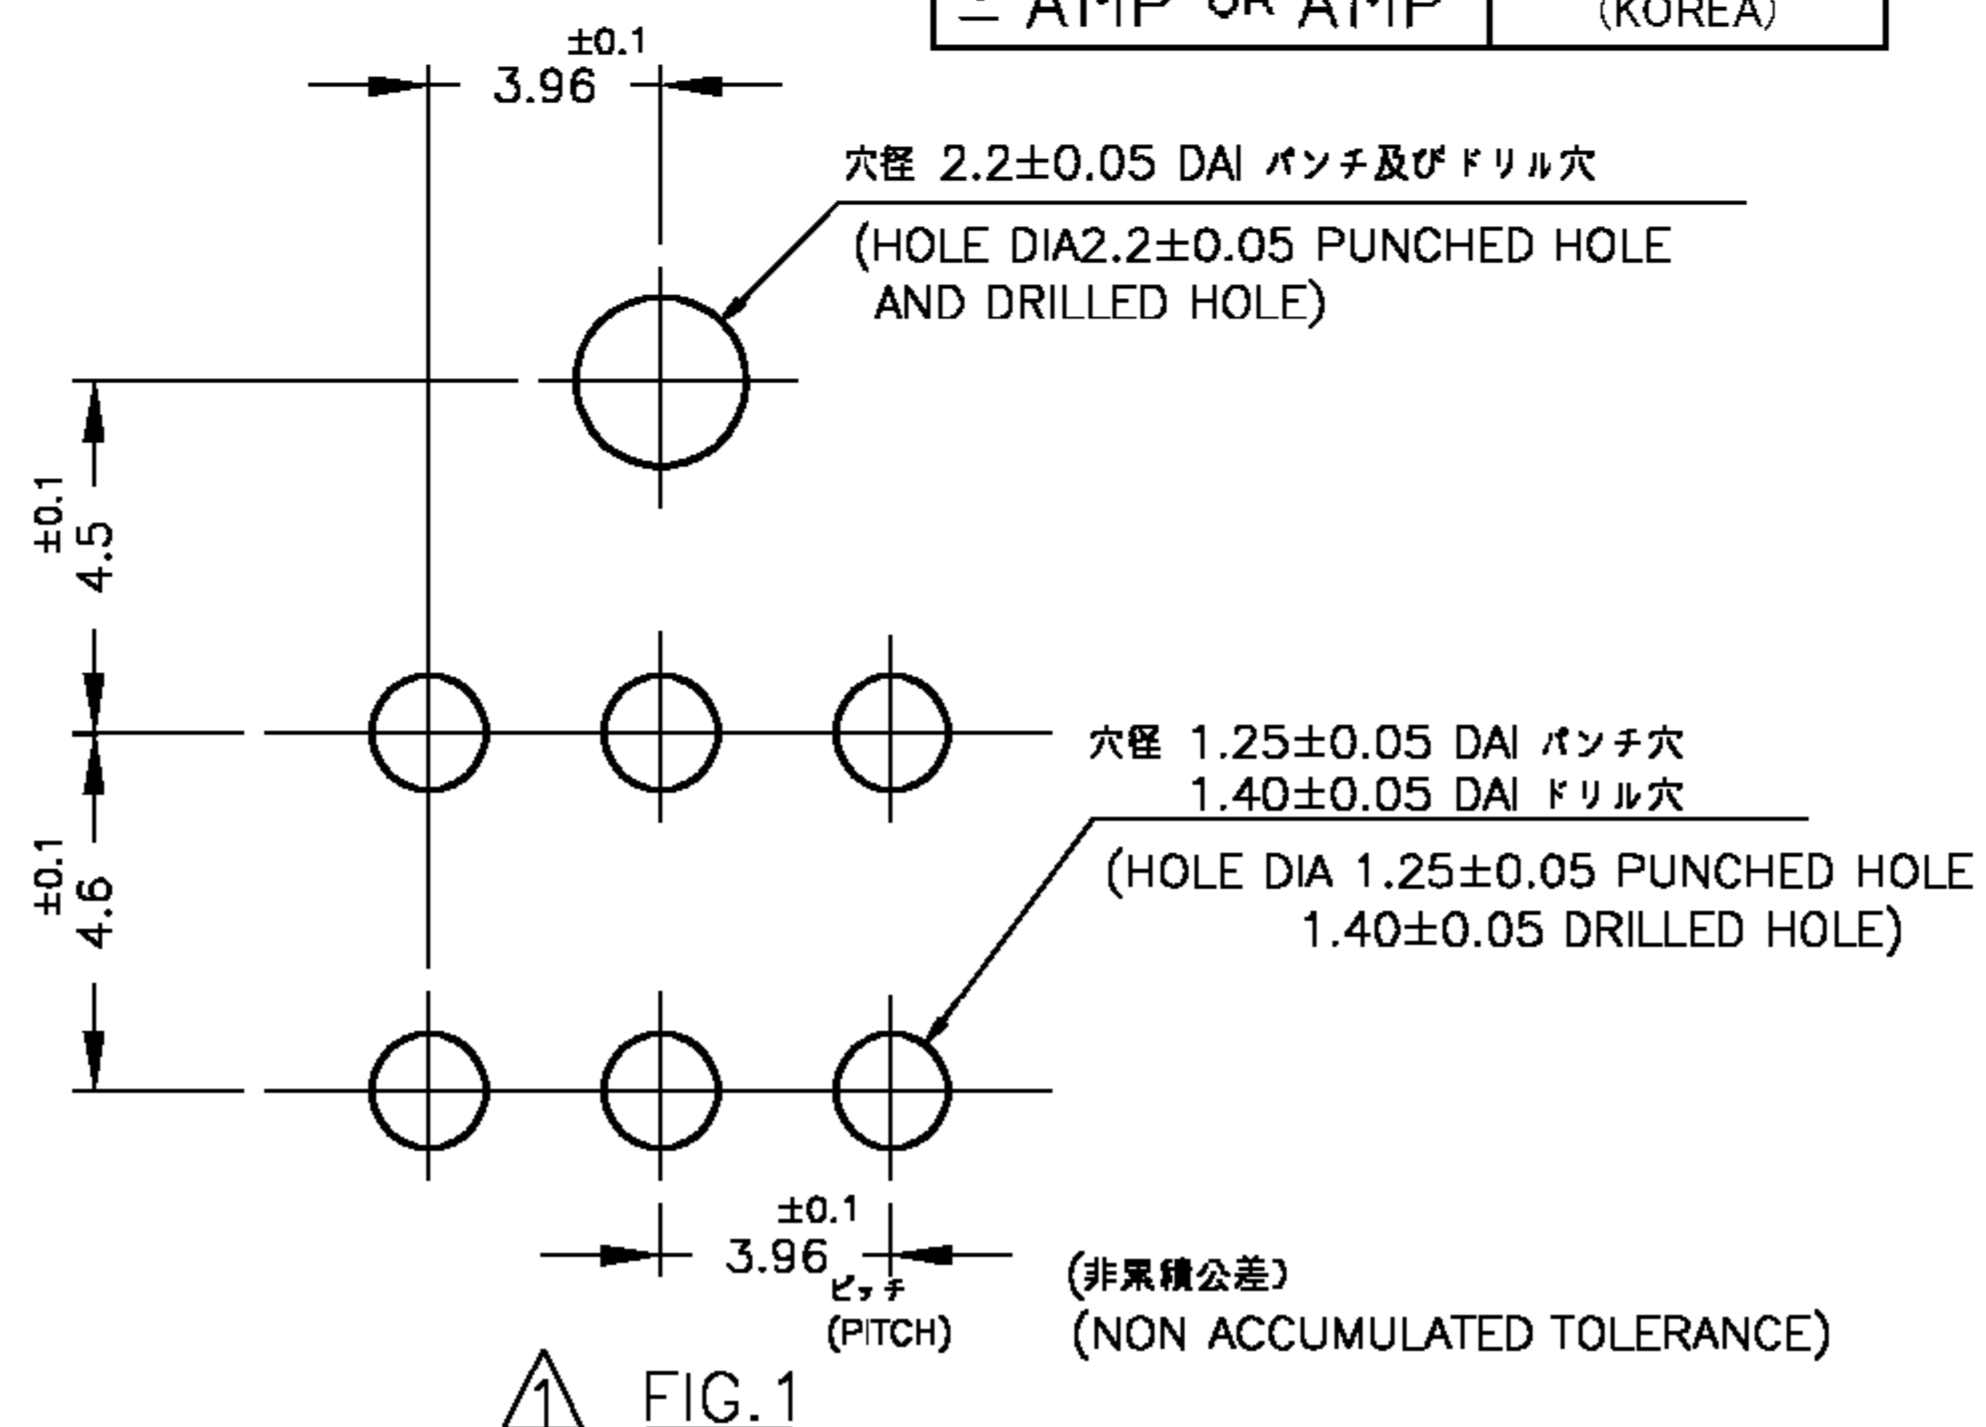 AMP OR AMP
(KOREA)
±0.1
3.96
穴径 2.2±0.05 DAI パンチ及びドリル穴
(HOLE DIA2.2±0.05 PUNCHED HOLE
AND DRILLED HOLE)
±0.1
4.5
穴径 1.25±0.05 DAI パンチ穴
1.40±0.05 DAI ドリル穴
(HOLE DIA 1.25±0.05 PUNCHED HOLE
1.40±0.05 DRILLED HOLE)
±0.1
4.6
±0.1
3.96
ピッチ
(PITCH)
(非累積公差)
(NON ACCUMULATED TOLERANCE)
1
FIG.1